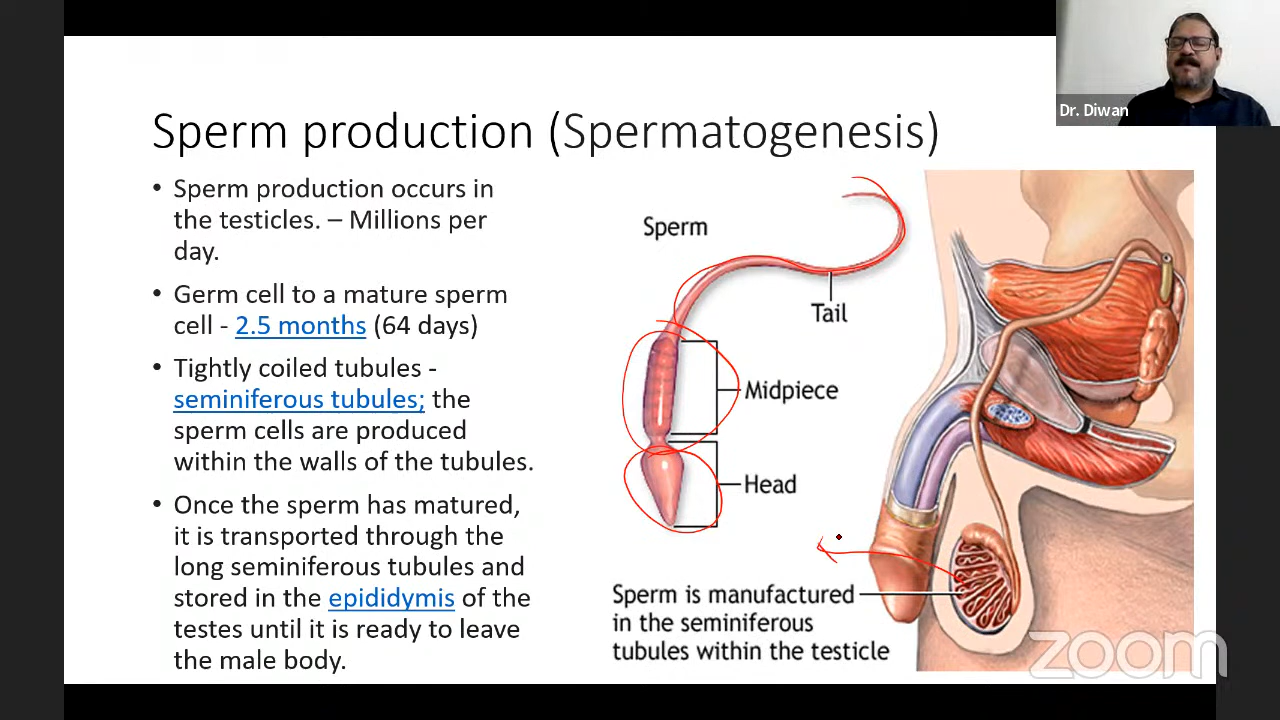 Dr. Diwan
Sperm production (Spermatogenesis)
• Sperm production occurs in
the testicles. – Millions per
day.
• Germ cell to a mature sperm
cell - 2.5 months (64 days)
• Tightly coiled tubules -
seminiferous tubules; the
sperm cells are produced
within the walls of the tubules.
• Once the sperm has matured,
it is transported through the
long seminiferous tubules and
stored in the epididymis of the
testes until it is ready to leave
the male body.
Sperm
Tail
Midpiece
Head
Sperm is manufactured
in the seminiferous
tubules within the testicle
zoom